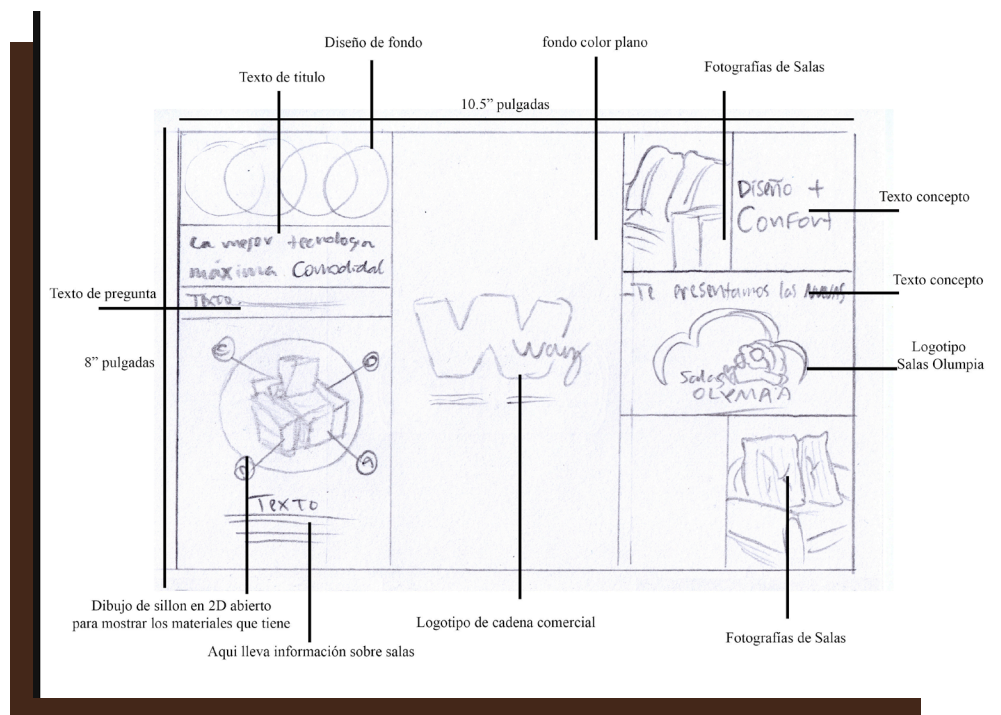 Diseño de fondo
fondo color plano
Texto de titulo
Fotografías de Salas
10.5” pulgadas
Diseño +
Confort
Texto concepto
La mejor tecnología
máxima Comodidad
Texto de pregunta
Texto
Te presentamos las nuevas
Texto concepto
8” pulgadas
Way
Salas
OLYMPIA
Logotipo
Salas Olumpia
C
D
B
A
Texto
Dibujo de sillon en 2D abierto
para mostrar los materiales que tiene
Logotipo de cadena comercial
Fotografías de Salas
Aqui lleva información sobre salas